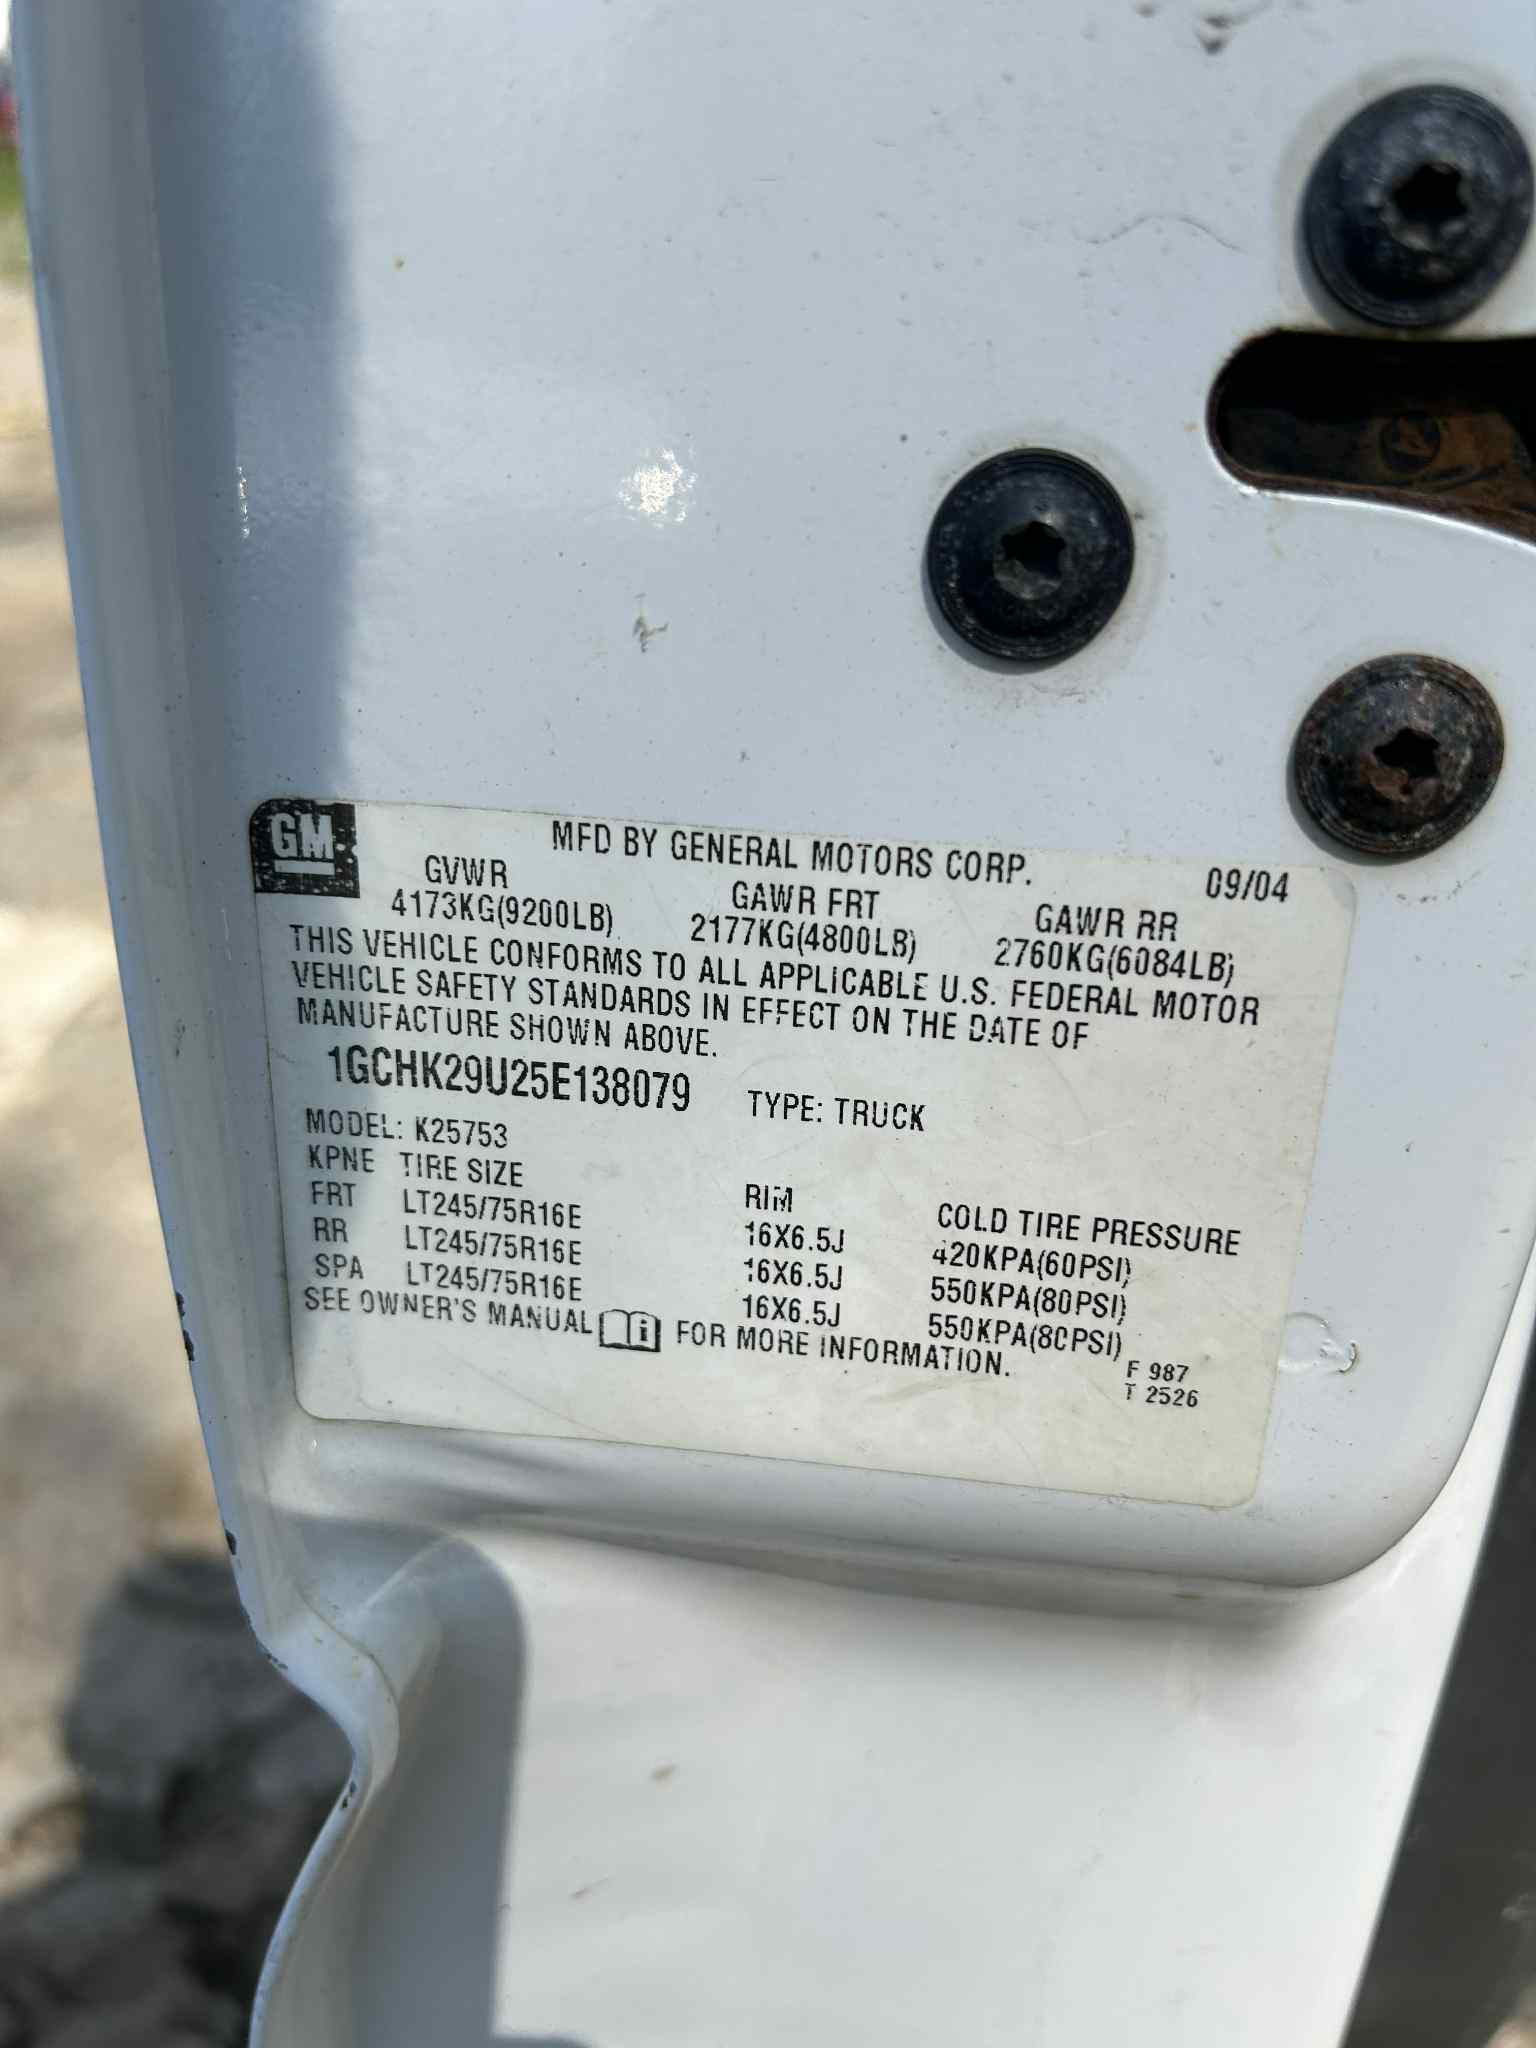 GM
MFD BY GENERAL MOTORS CORP. 09/04
GVWR GAWR FRT GAWR RR
4173KG(9200LB) 2177KG(4800LB) 2760KG(6084LB)
THIS VEHICLE CONFORMS TO ALL APPLICABLE U.S. FEDERAL MOTOR
VEHICLE SAFETY STANDARDS IN EFFECT ON THE DATE OF
MANUFACTURE SHOWN ABOVE.
1GCHK29U25E138079 TYPE: TRUCK
MODEL: K25753
KPNE TIRE SIZE RIM COLD TIRE PRESSURE
FRT LT245/75R16E 16X6.5J 420KPA(60PSI)
RR LT245/75R16E 16X6.5J 550KPA(80PSI)
SPA LT245/75R16E 16X6.5J 550KPA(80PSI)
SEE OWNER'S MANUAL FOR MORE INFORMATION.
F 987
T 2526